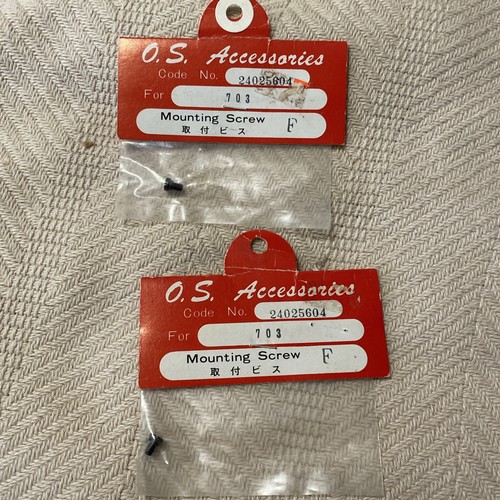 O.S. Accessories
Code No. 24025604
For 703
Mounting Screw F
取付ビス
O.S. Accessories
Code No. 24025604
For 703
Mounting Screw F
取付ビス